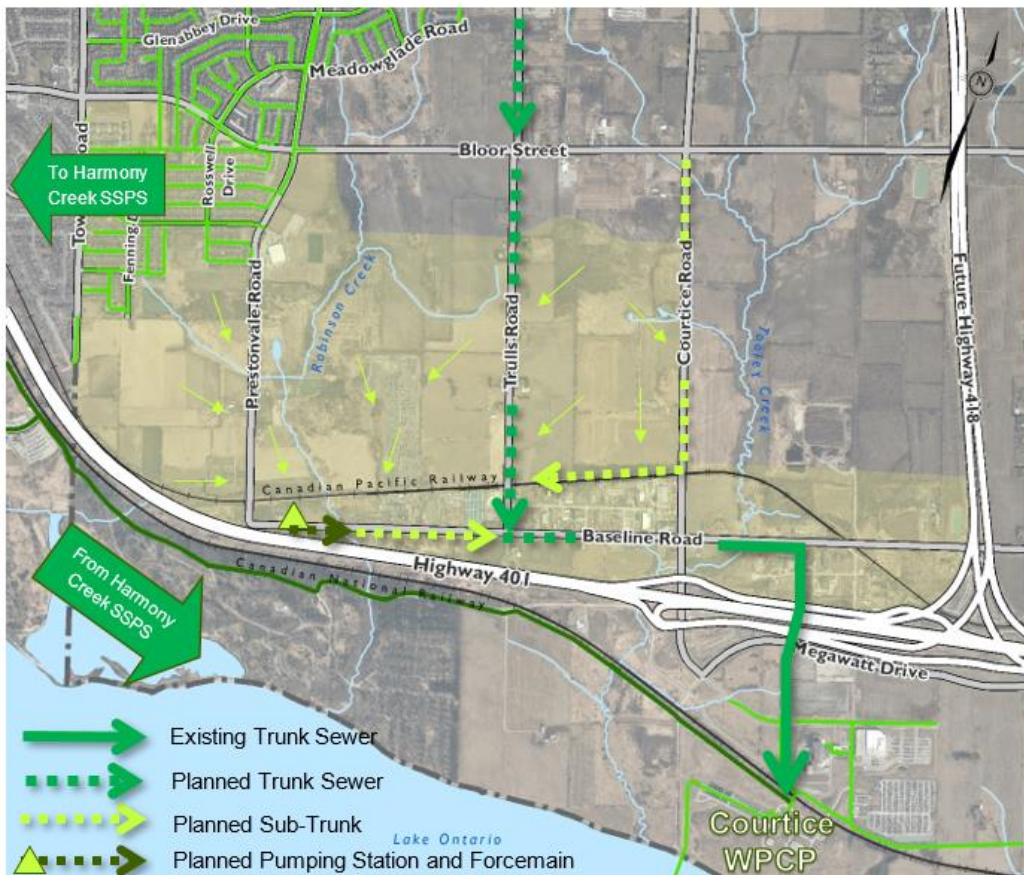 Glenabbey Drive
Meadowglade Road
Bloor Street
N
To Harmony
Creek SSPS
Rosswell
Drive
Prestonvale Road
Robinson Creek
Trulls Road
Courtice Road
Tooley Creek
Future Highway 418
Canadian Pacific Railway
Baseline Road
Highway 401
Canadian National Railway
From Harmony
Creek SSPS
Megawatt Drive
Existing Trunk Sewer
Planned Trunk Sewer
Planned Sub-Trunk
Planned Pumping Station and Forcemain
Lake Ontario
Courtice
WPCP